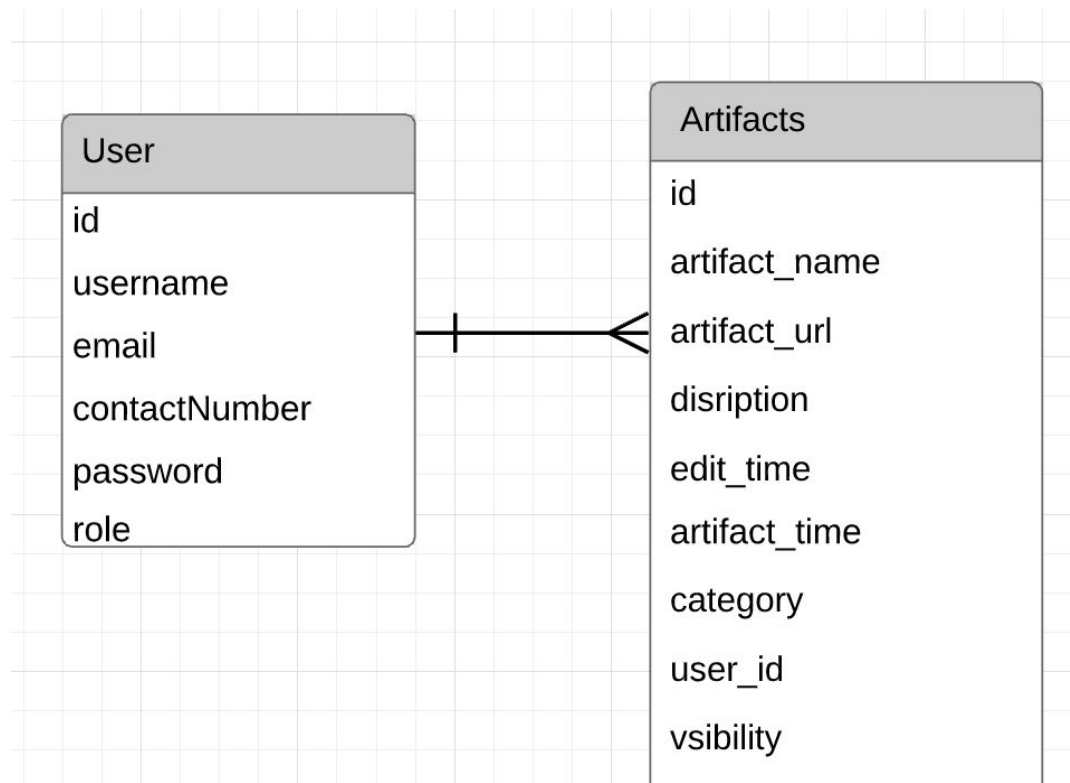 User
id
username
email
contactNumber
password
role
Artifacts
id
artifact_name
artifact_url
disription
edit_time
artifact_time
category
user_id
vsibility